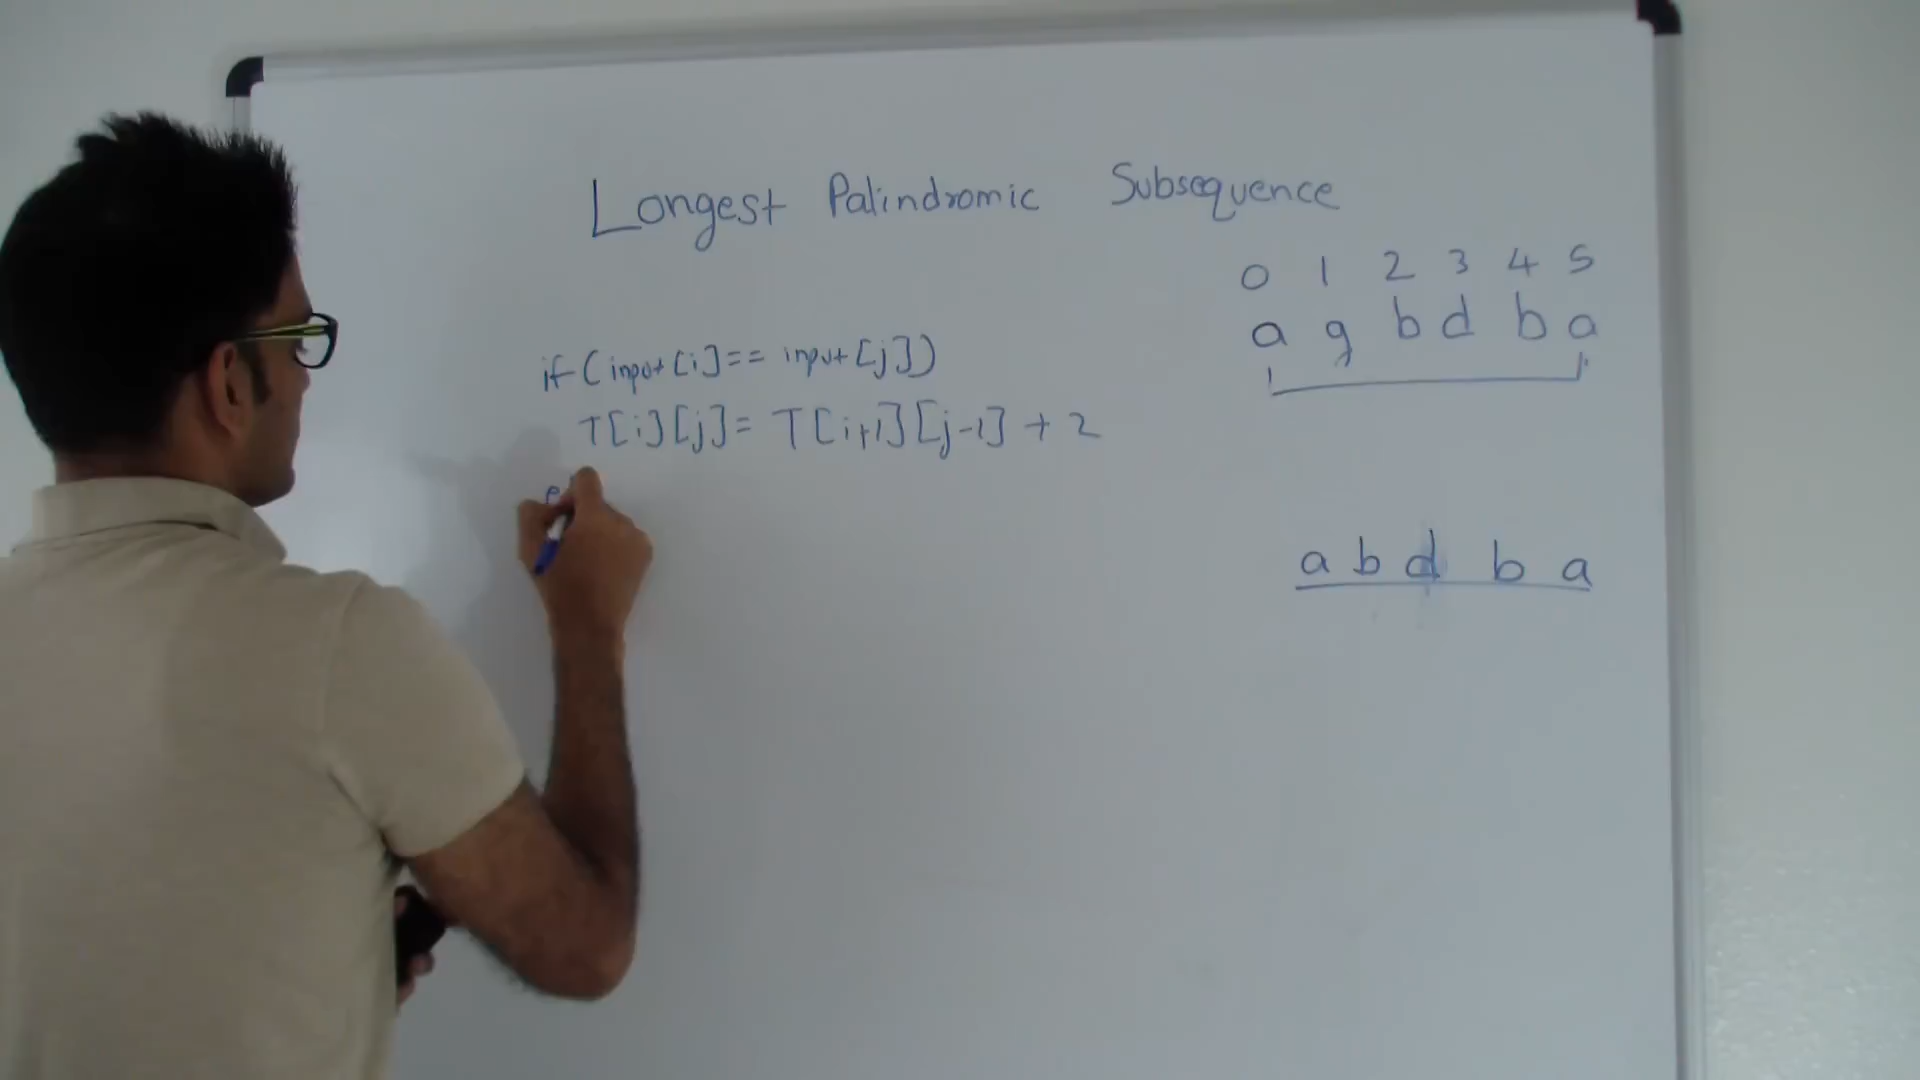 Longest Palindromic Subsequence
0 1 2 3 4 5
a g b d b a
if (input[i]== input[j])
T[i][j]= T[i+1][j-1] + 2
a b d b a